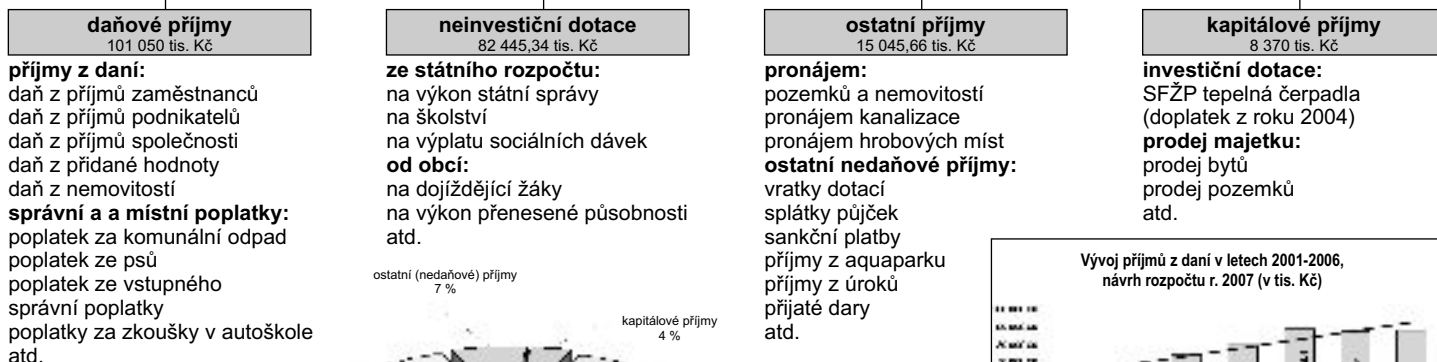 daňové příjmy
101 050 tis. Kč
příjmy z daní:
daň z příjmů zaměstnanců
daň z příjmů podnikatelů
daň z příjmů společnosti
daň z přidané hodnoty
daň z nemovitostí
správní a a místní poplatky:
poplatek za komunální odpad
poplatek ze psů
poplatek ze vstupného
správní poplatky
poplatky za zkoušky v autoškole
atd.
neinvestiční dotace
82 445,34 tis. Kč
ze státního rozpočtu:
na výkon státní správy
na školství
na výplatu sociálních dávek
od obcí:
na dojíždějící žáky
na výkon přenesené působnosti
atd.
ostatní (nedaňové) příjmy
7 %
kapitálové příjmy
4 %
ostatní příjmy
15 045,66 tis. Kč
pronájem:
pozemků a nemovitostí
pronájem kanalizace
pronájem hrobových míst
ostatní nedaňové příjmy:
vratky dotací
splátky půjček
sankční platby
příjmy z aquaparku
příjmy z úroků
přijaté dary
atd.
kapitálové příjmy
8 370 tis. Kč
investiční dotace:
SFŽP tepelná čerpadla
(doplatek z roku 2004)
prodej majetku:
prodej bytů
prodej pozemků
atd.
Vývoj příjmů z daní v letech 2001-2006,
návrh rozpočtu r. 2007 (v tis. Kč)